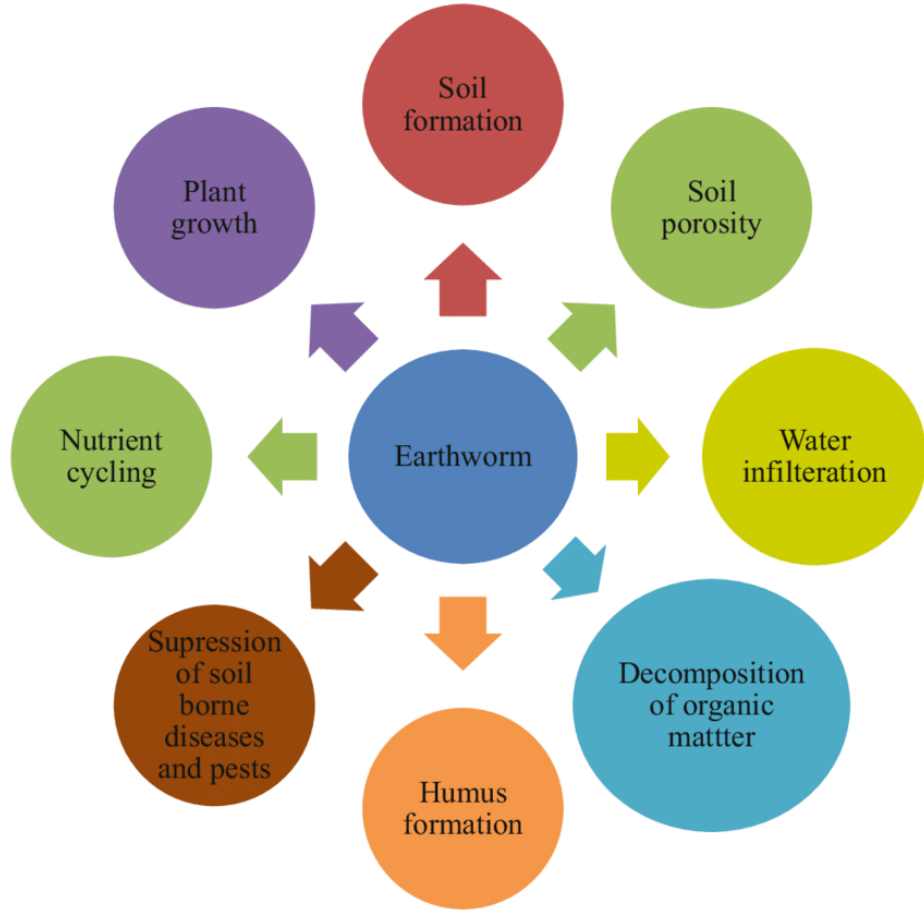 Soil
formation
Plant
growth
Soil
porosity
Nutrient
cycling
Earthworm
Water
infilteration
Supression
of soil
borne
diseases
and pests
Decomposition
of organic
mattter
Humus
formation